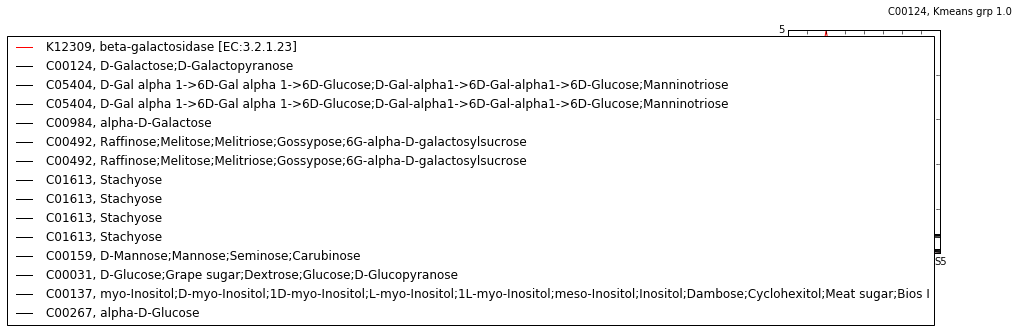 C00124, Kmeans grp 1.0
5
K12309, beta-galactosidase [EC:3.2.1.23]
C00124, D-Galactose;D-Galactopyranose
C05404, D-Gal alpha 1->6D-Gal alpha 1->6D-Glucose;D-Gal-alpha1->6D-Gal-alpha1->6D-Glucose;Manninotriose
C05404, D-Gal alpha 1->6D-Gal alpha 1->6D-Glucose;D-Gal-alpha1->6D-Gal-alpha1->6D-Glucose;Manninotriose
C00984, alpha-D-Galactose
C00492, Raffinose;Melitose;Melitriose;Gossypose;6G-alpha-D-galactosylsucrose
C00492, Raffinose;Melitose;Melitriose;Gossypose;6G-alpha-D-galactosylsucrose
C01613, Stachyose
C01613, Stachyose
C01613, Stachyose
C01613, Stachyose
C00159, D-Mannose;Mannose;Seminose;Carubinose
S5
C00031, D-Glucose;Grape sugar;Dextrose;Glucose;D-Glucopyranose
C00137, myo-Inositol;D-myo-Inositol;1D-myo-Inositol;L-myo-Inositol;1L-myo-Inositol;meso-Inositol;Inositol;Dambose;Cyclohexitol;Meat sugar;Bios I
C00267, alpha-D-Glucose